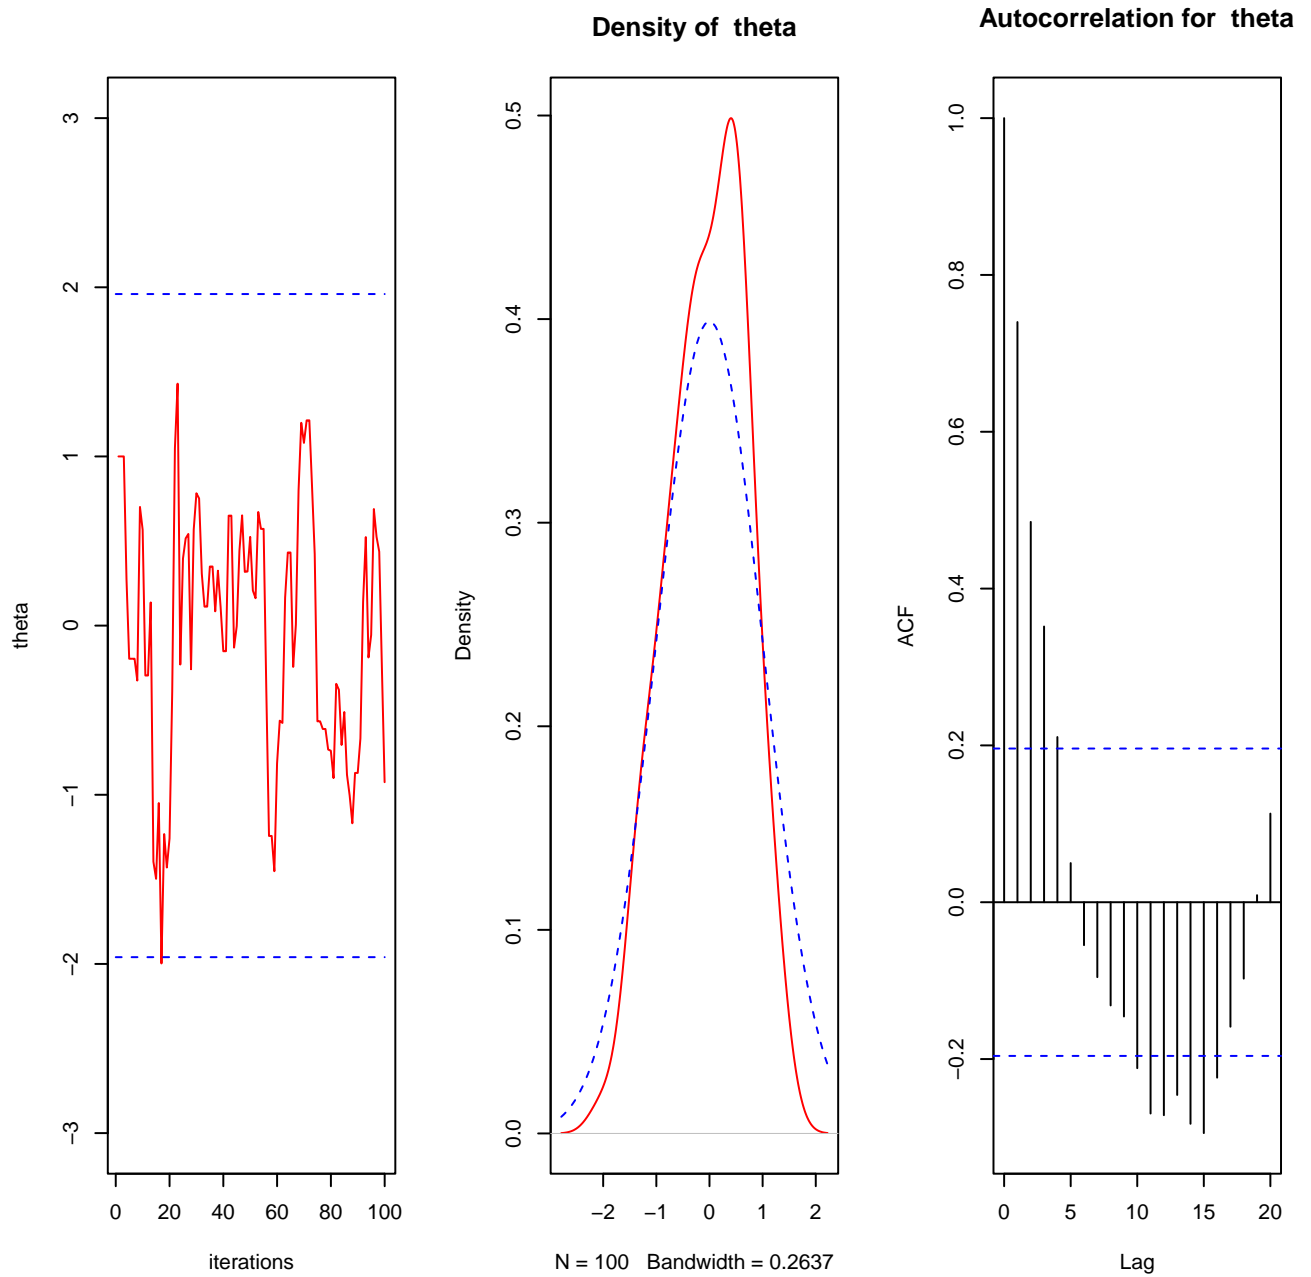 Density of  theta
Autocorrelation for  theta
theta
3
2
1
0
−1
−2
−3
0 20 40 60 80 100
iterations
Density
0.5
0.4
0.3
0.2
0.1
0.0
−2 −1 0 1 2
N = 100   Bandwidth = 0.2637
ACF
1.0
0.8
0.6
0.4
0.2
0.0
−0.2
0 5 10 15 20
Lag